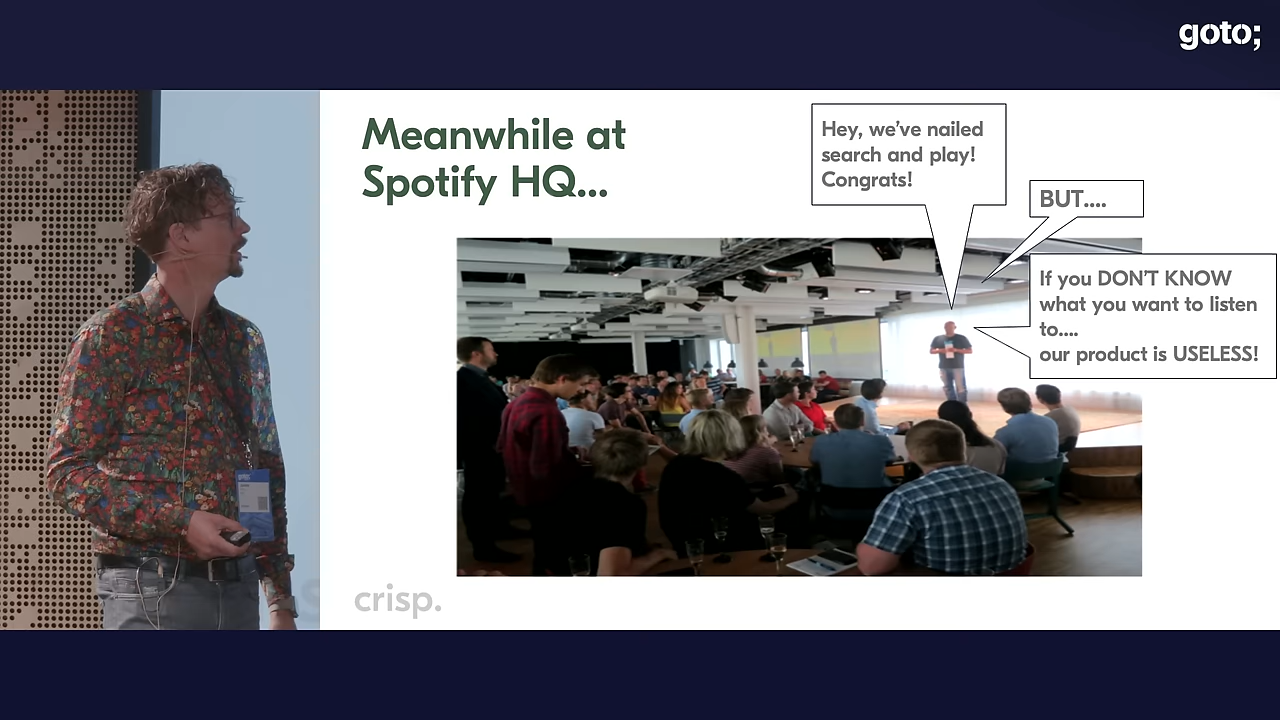 goto;
Meanwhile at
Spotify HQ...
Hey, we've nailed
search and play!
Congrats!
BUT....
If you DON'T KNOW
what you want to listen
to....
our product is USELESS!
crisp.